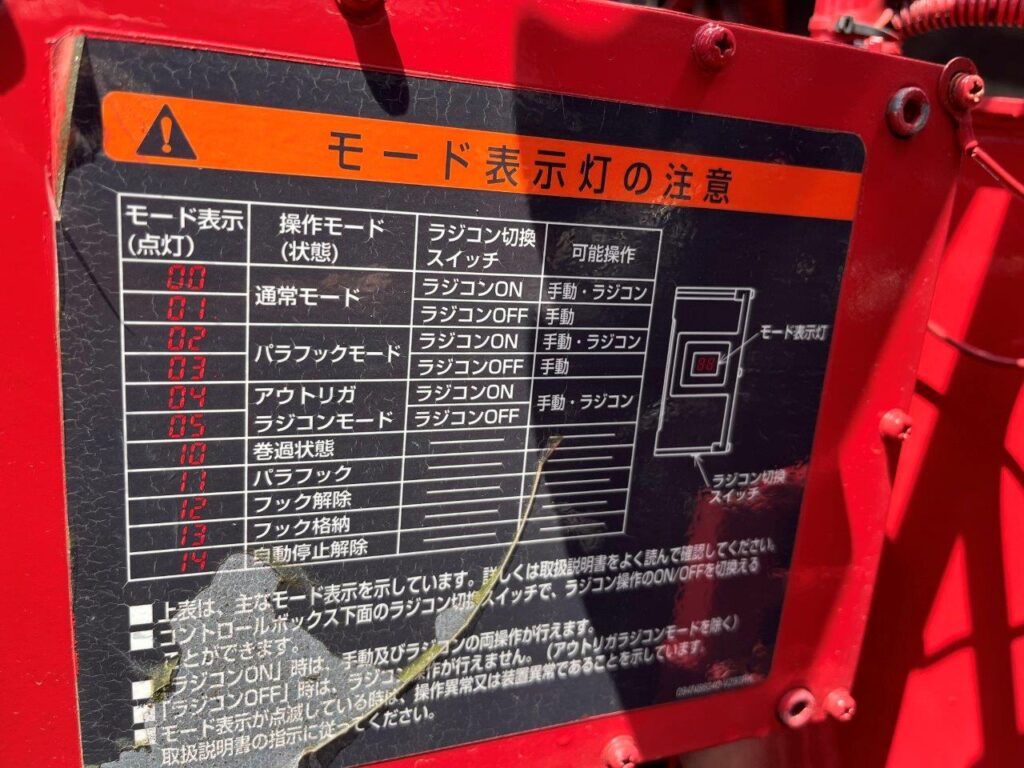 モード表示灯の注意
モード表示(点灯) 操作モード(状態) ラジコン切換スイッチ 可能操作
00 通常モード ラジコンON 手動・ラジコン
01 ラジコンOFF 手動
02 パラフックモード ラジコンON 手動・ラジコン
03 ラジコンOFF 手動
04 アウトリガ ラジコンON 手動・ラジコン
05 ラジコンモード ラジコンOFF
10 巻過状態
11 パラフック
12 フック解除
13 フック格納
14 自動停止解除
88
モード表示灯
ラジコン切換
スイッチ
上表は、主なモード表示を示しています。詳しくは取扱説明書をよく読んで確認してください。
コントロールボックス下面のラジコン切換スイッチで、ラジコン操作のON/OFFを切換える
ことができます。
「ラジコンON」時は、手動及びラジコンの両操作が行えます。
「ラジコンOFF」時は、ラジコン操作が行えません。(アウトリガラジコンモードを除く)
モード表示が点滅している時は、操作異常又は装置異常であることを示しています。
取扱説明書の指示に従ってください。